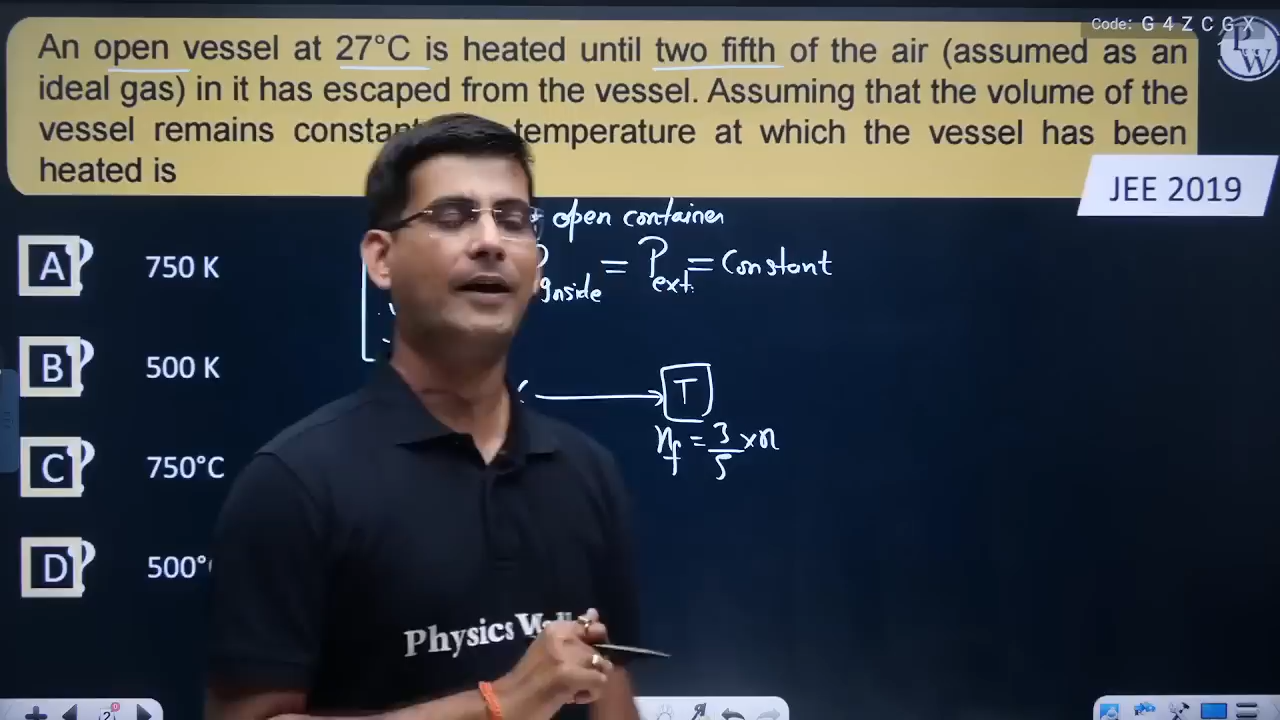 Code: G 4 Z C G X
An open vessel at 27°C is heated until two fifth of the air (assumed as an
ideal gas) in it has escaped from the vessel. Assuming that the volume of the
vessel remains constant temperature at which the vessel has been
heated is
PW
JEE 2019
open container
A 750 K
Inside = P ext. = Constant
B 500 K
T
n f = 3/5 × n
C 750°C
D 500°
Physics W